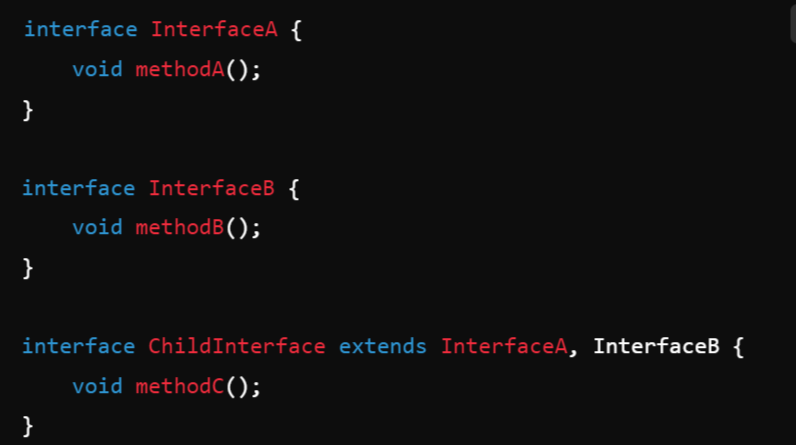 interface InterfaceA {
    void methodA();
}

interface InterfaceB {
    void methodB();
}

interface ChildInterface extends InterfaceA, InterfaceB {
    void methodC();
}